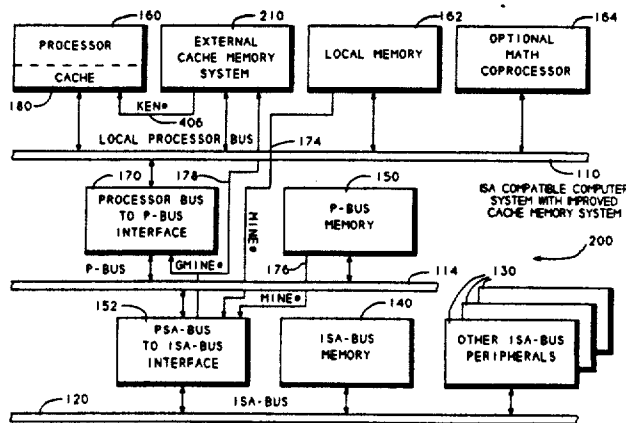 160
210
162
164
PROCESSOR
CACHE
EXTERNAL
CACHE MEMORY
SYSTEM
LOCAL MEMORY
OPTIONAL
MATH
COPROCESSOR
180
KEN*
406
174
LOCAL PROCESSOR BUS
170
178
150
110
PROCESSOR BUS
TO P-BUS
INTERFACE
MINE*
P-BUS
MEMORY
ISA COMPATIBLE COMPUTER
SYSTEM WITH IMPROVED
CACHE MEMORY SYSTEM
200
P-BUS
GMINE*
176
114
130
152
MINE*
140
PSA-BUS
TO ISA-BUS
INTERFACE
ISA-BUS
MEMORY
OTHER ISA-BUS
PERIPHERALS
120
ISA-BUS